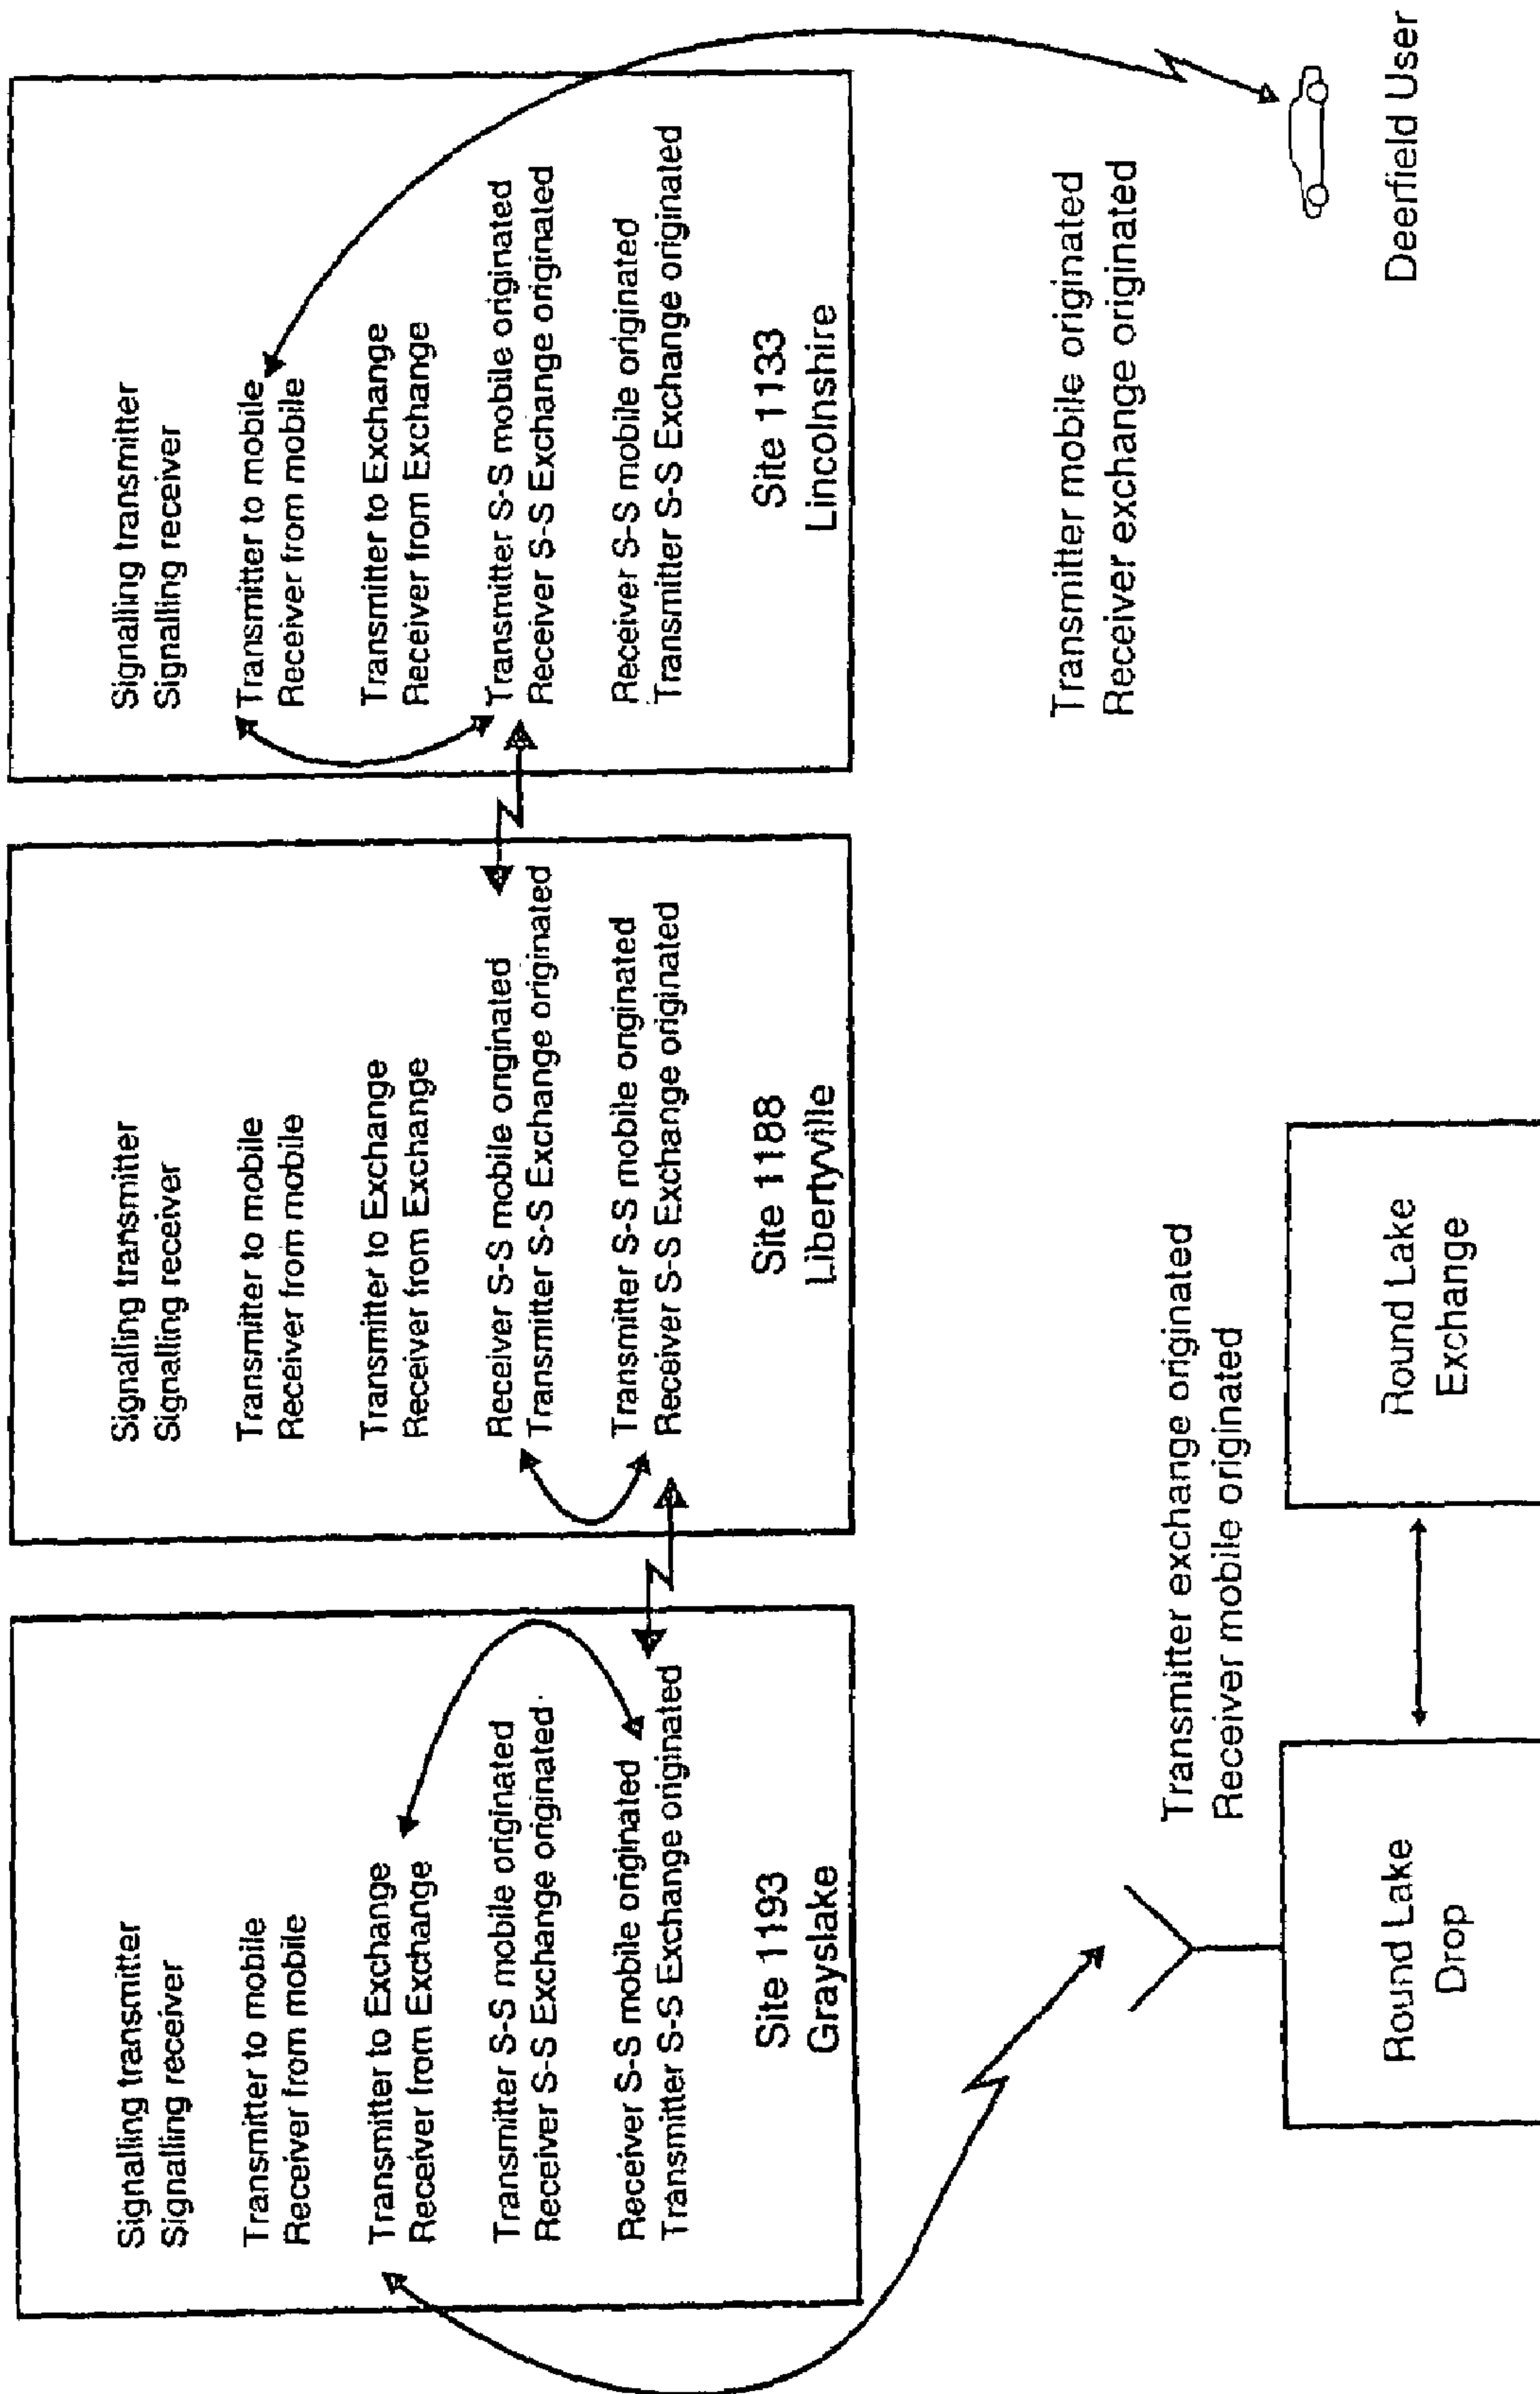 Signalling transmitter
Signalling receiver
Transmitter to mobile
Receiver from mobile
Transmitter to Exchange
Receiver from Exchange
Transmitter S-S mobile originated
Receiver S-S Exchange originated
Receiver S-S mobile originated
Transmitter S-S Exchange originated
Site 1193
Grayslake
Signalling transmitter
Signalling receiver
Transmitter to mobile
Receiver from mobile
Transmitter to Exchange
Receiver from Exchange
Receiver S-S mobile originated
Transmitter S-S Exchange originated
Transmitter S-S mobile originated
Receiver S-S Exchange originated
Site 1188
Libertyville
Signalling transmitter
Signalling receiver
Transmitter to mobile
Receiver from mobile
Transmitter to Exchange
Receiver from Exchange
Transmitter S-S mobile originated
Receiver S-S Exchange originated
Receiver S-S mobile originated
Transmitter S-S Exchange originated
Site 1133
Lincolnshire
Transmitter exchange originated
Receiver mobile originated
Transmitter mobile originated
Receiver exchange originated
Round Lake
Drop
Round Lake
Exchange
Deerfield User